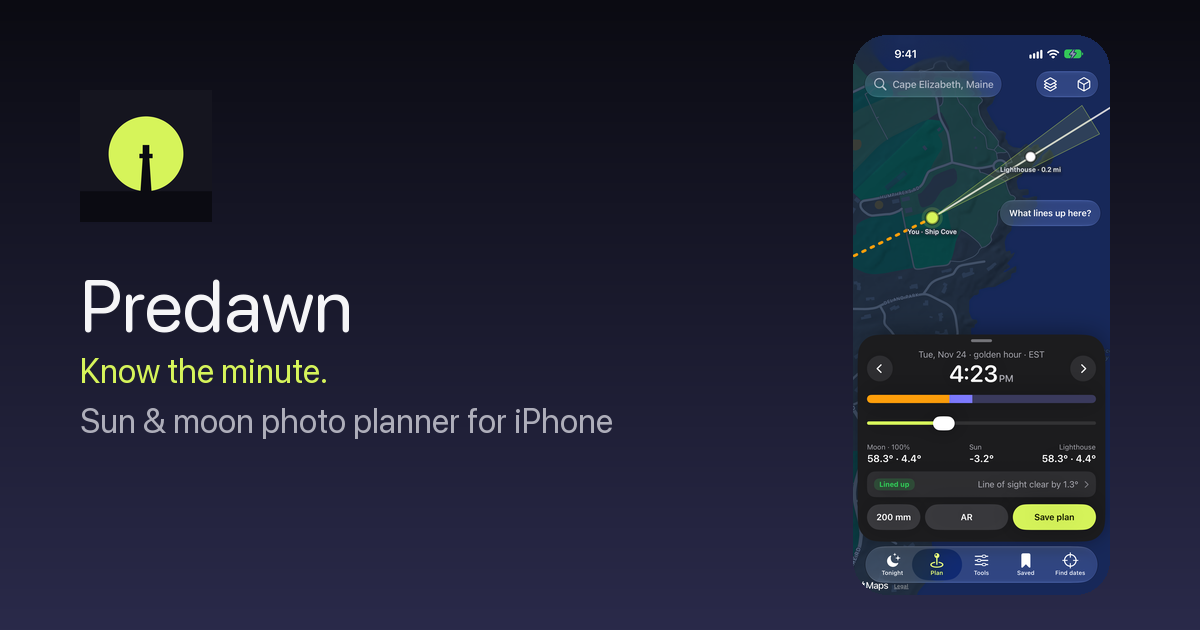 Predawn
Know the minute.
Sun & moon photo planner for iPhone
9:41
Cape Elizabeth, Maine
Lighthouse · 0.2 mi
What lines up here?
You · Ship Cove
Tue, Nov 24 · golden hour · EST
4:23 PM
Moon · 100% Sun Lighthouse
58.3° · 4.4° -3.2° 58.3° · 4.4°
Lined up Line of sight clear by 1.3°
200 mm AR Save plan
Tonight Plan Tools Saved Find dates
Maps Legal